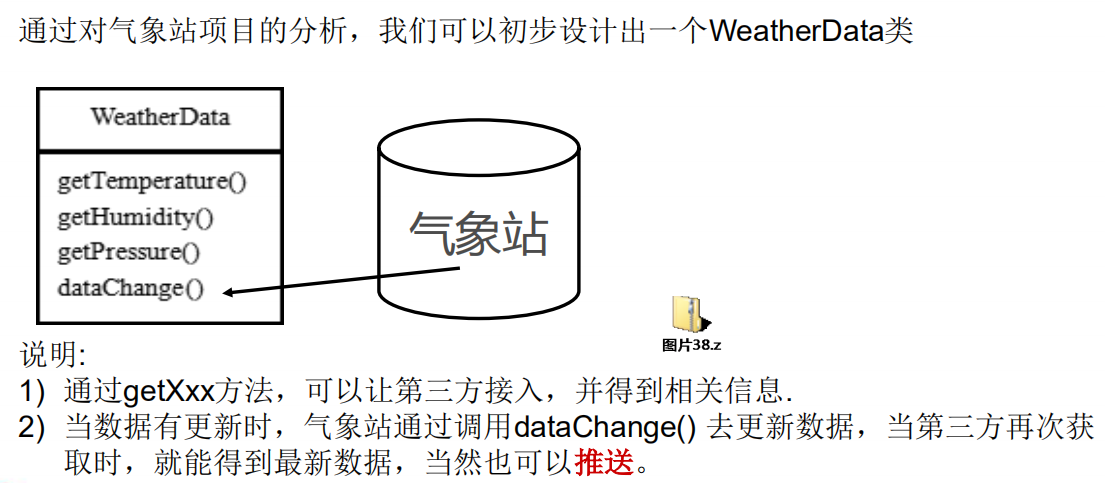 通过对气象站项目的分析，我们可以初步设计出一个WeatherData类
WeatherData
getTemperature()
getHumidity()
getPressure()
dataChange()
气象站
图片38.z
说明:
1) 通过getXxx方法，可以让第三方接入，并得到相关信息.
2) 当数据有更新时，气象站通过调用dataChange() 去更新数据，当第三方再次获
取时，就能得到最新数据，当然也可以推送。